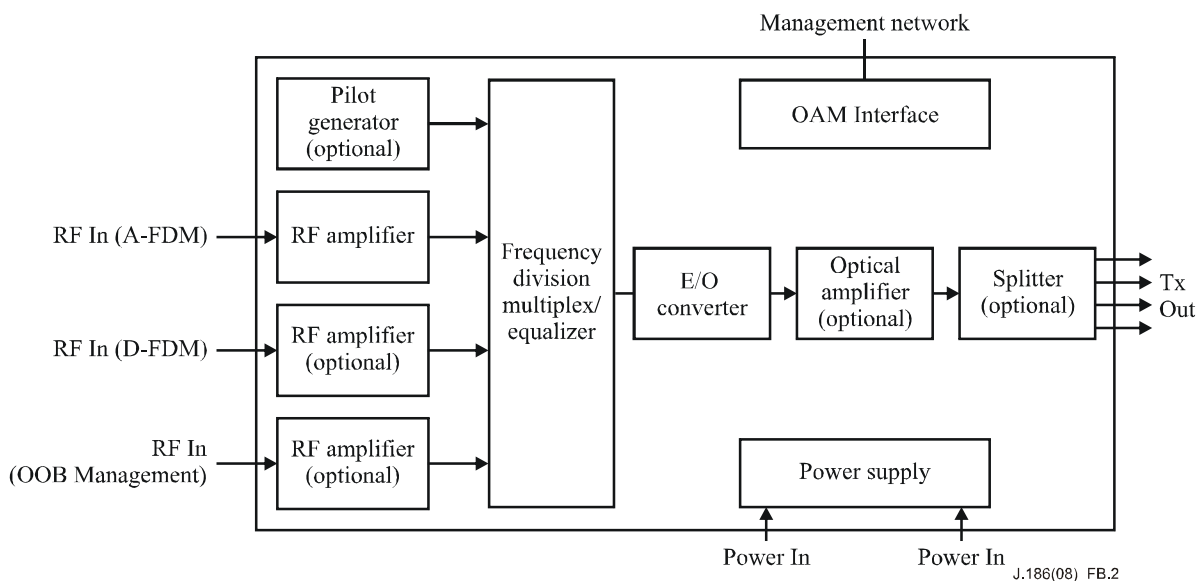 Management network
Pilot
generator
(optional)
OAM Interface
RF In (A-FDM)
RF amplifier
Frequency
division
multiplex/
equalizer
E/O
converter
Optical
amplifier
(optional)
Splitter
(optional)
Tx
Out
RF In (D-FDM)
RF amplifier
(optional)
RF In
(OOB Management)
RF amplifier
(optional)
Power supply
Power In
Power In
J.186(08) FB.2